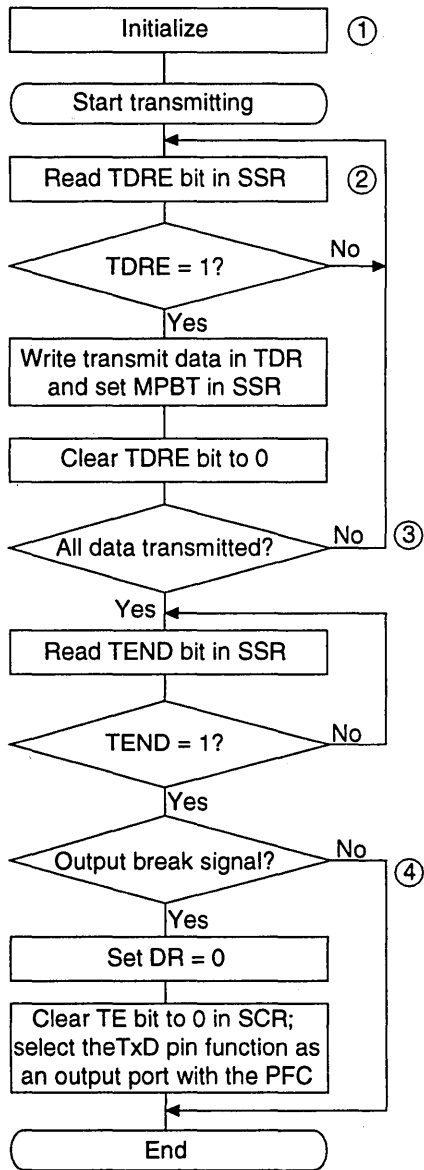 Initialize ①
Start transmitting
Read TDRE bit in SSR ②
TDRE = 1? No
Yes
Write transmit data in TDR
and set MPBT in SSR
Clear TDRE bit to 0
All data transmitted? No ③
Yes
Read TEND bit in SSR
TEND = 1? No
Yes
Output break signal? No ④
Yes
Set DR = 0
Clear TE bit to 0 in SCR;
select theTxD pin function as
an output port with the PFC
End